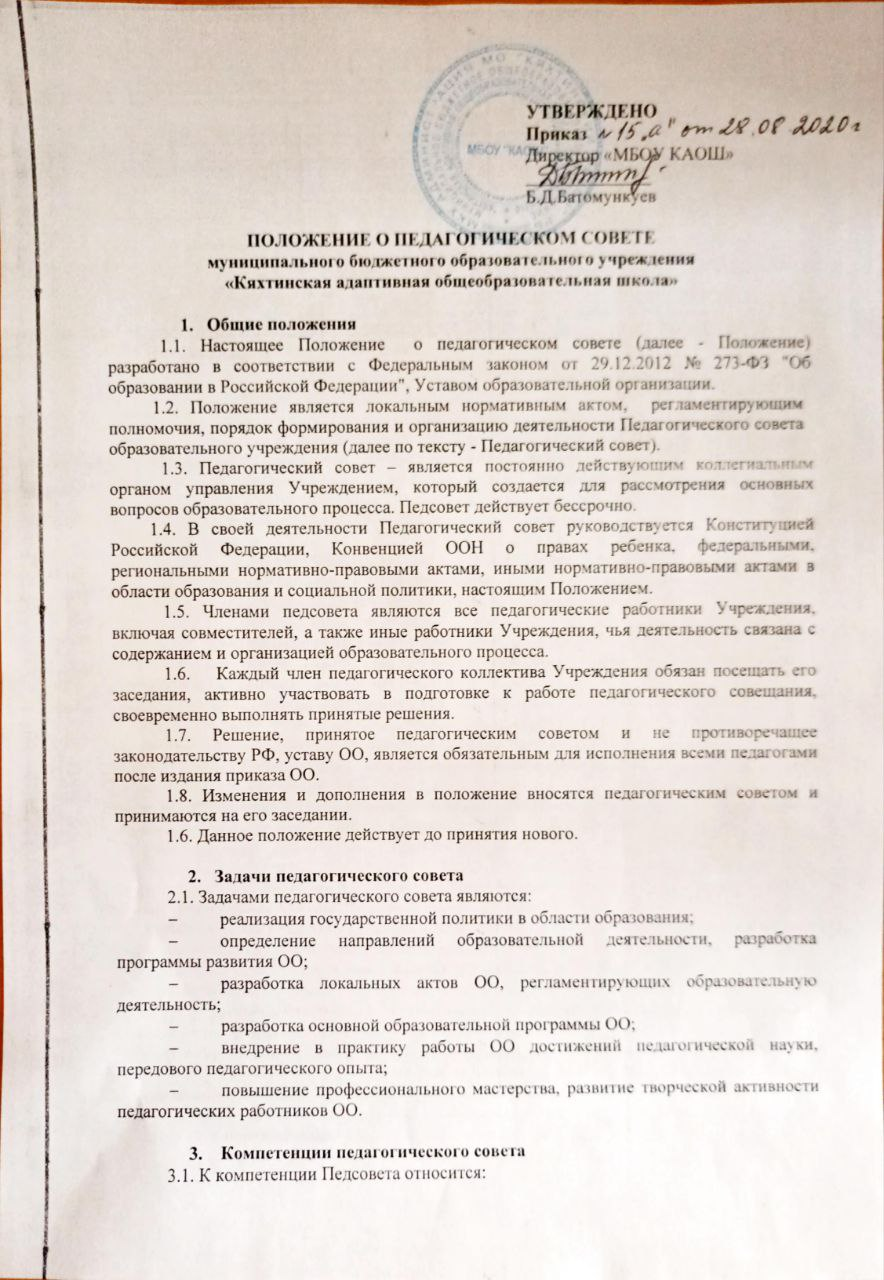 УТВЕРЖДЕНО
Приказ № 15 „а" от 28.08 2020 г
Директор «МБОУ КАОШ»
Б.Д.Батомункуев
МБОУ
ПОЛОЖЕНИЕ О ПЕДАГОГИЧЕСКОМ СОВЕТЕ
муниципального бюджетного образовательного учреждения
«Кяхтинская адаптивная общеобразовательная школа»
1. Общие положения
1.1. Настоящее Положение о педагогическом совете (далее - Положение)
разработано в соответствии с Федеральным законом от 29.12.2012 № 273-ФЗ "Об
образовании в Российской Федерации", Уставом образовательной организации.
1.2. Положение является локальным нормативным актом, регламентирующим
полномочия, порядок формирования и организацию деятельности Педагогического совета
образовательного учреждения (далее по тексту - Педагогический совет).
1.3. Педагогический совет – является постоянно действующим коллегиальным
органом управления Учреждением, который создается для рассмотрения основных
вопросов образовательного процесса. Педсовет действует бессрочно.
1.4. В своей деятельности Педагогический совет руководствуется Конституцией
Российской Федерации, Конвенцией ООН о правах ребенка, федеральными,
региональными нормативно-правовыми актами, иными нормативно-правовыми актами в
области образования и социальной политики, настоящим Положением.
1.5. Членами педсовета являются все педагогические работники Учреждения,
включая совместителей, а также иные работники Учреждения, чья деятельность связана с
содержанием и организацией образовательного процесса.
1.6. Каждый член педагогического коллектива Учреждения обязан посещать его
заседания, активно участвовать в подготовке к работе педагогического совещания,
своевременно выполнять принятые решения.
1.7. Решение, принятое педагогическим советом и не противоречащее
законодательству РФ, уставу ОО, является обязательным для исполнения всеми педагогами
после издания приказа ОО.
1.8. Изменения и дополнения в положение вносятся педагогическим советом и
принимаются на его заседании.
1.6. Данное положение действует до принятия нового.
2. Задачи педагогического совета
2.1. Задачами педагогического совета являются:
– реализация государственной политики в области образования;
– определение направлений образовательной деятельности, разработка
программы развития ОО;
– разработка локальных актов ОО, регламентирующих образовательную
деятельность;
– разработка основной образовательной программы ОО;
– внедрение в практику работы ОО достижений педагогической науки,
передового педагогического опыта;
– повышение профессионального мастерства, развитие творческой активности
педагогических работников ОО.
3. Компетенции педагогического совета
3.1. К компетенции Педсовета относится: